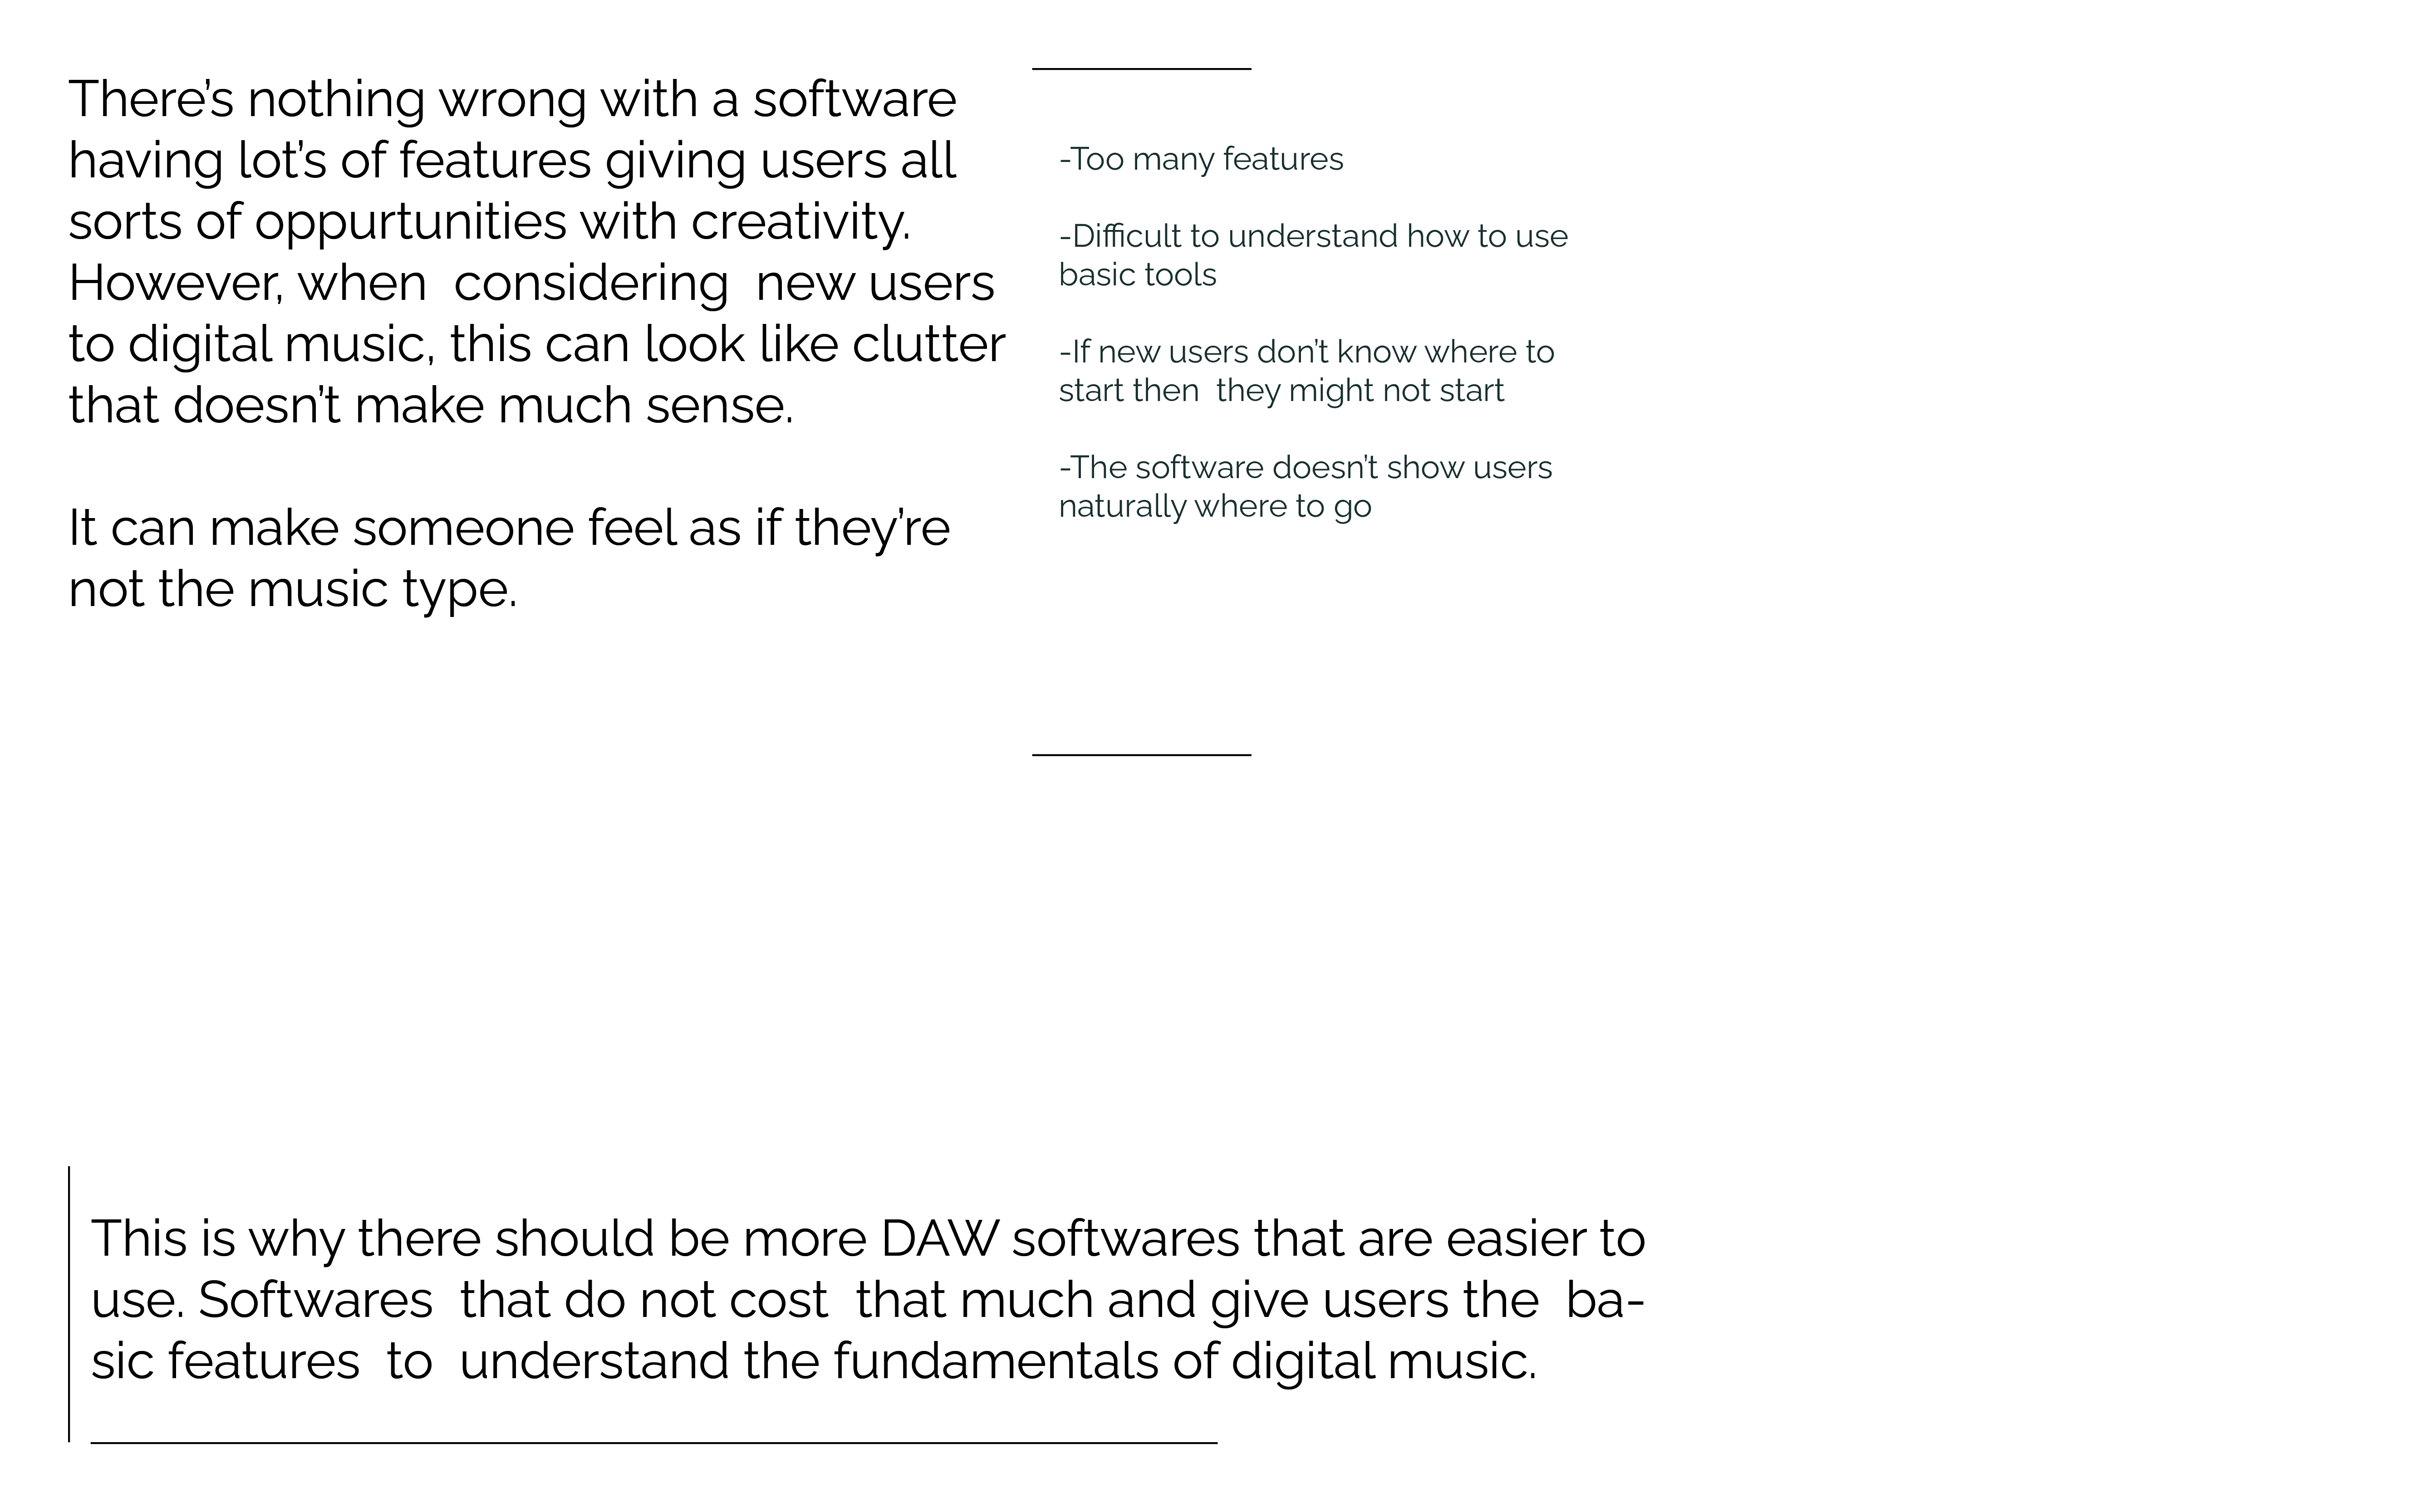 There’s nothing wrong with a software
having lot’s of features giving users all
sorts of oppurtunities with creativity.
However, when  considering  new users
to digital music, this can look like clutter
that doesn’t make much sense.
It can make someone feel as if they’re
not the music type.
-Too many features
-Difficult to understand how to use
basic tools
-If new users don’t know where to
start then  they might not start
-The software doesn’t show users
naturally where to go
This is why there should be more DAW softwares that are easier to
use. Softwares  that do not cost  that much and give users the  ba-
sic features  to  understand the fundamentals of digital music.